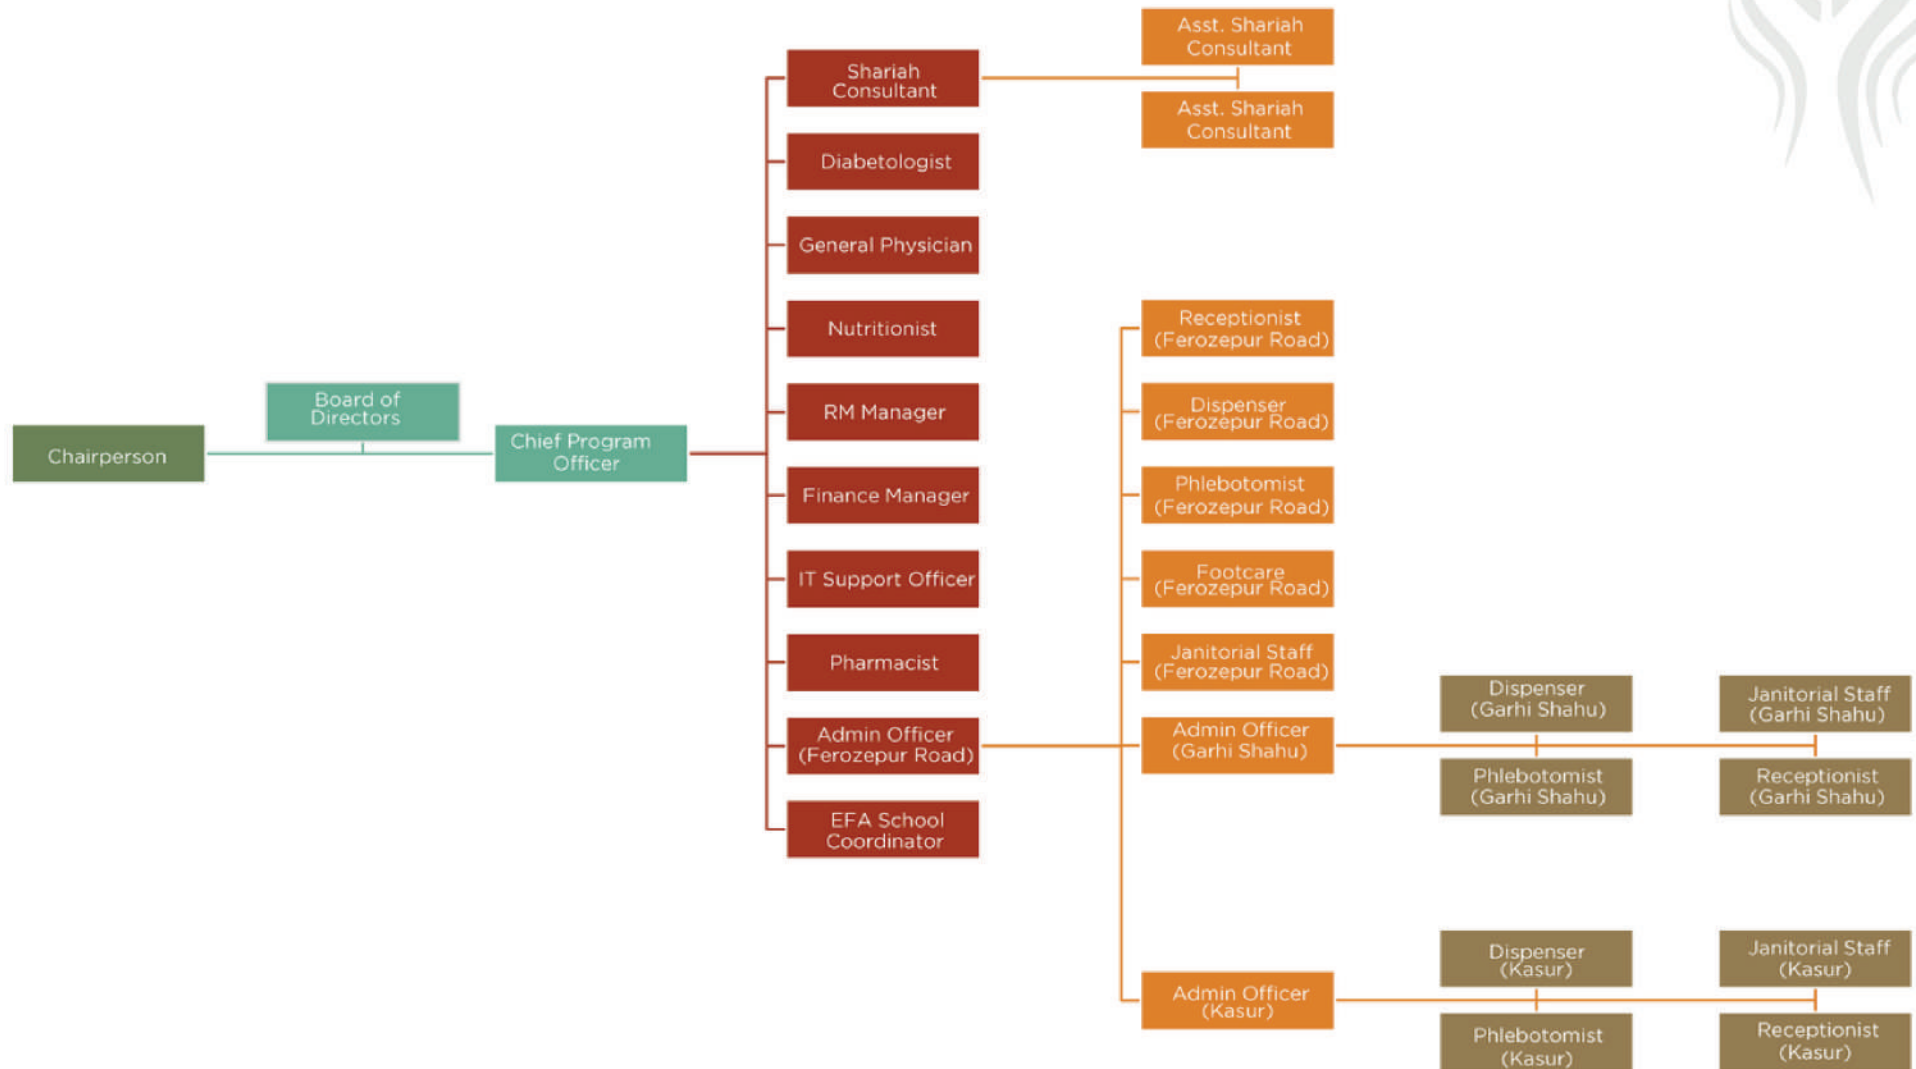 Chairperson
Board of
Directors
Chief Program
Officer
Shariah
Consultant
Diabetologist
General Physician
Nutritionist
RM Manager
Finance Manager
IT Support Officer
Pharmacist
Admin Officer
(Ferozepur Road)
EFA School
Coordinator
Asst. Shariah
Consultant
Asst. Shariah
Consultant
Receptionist
(Ferozepur Road)
Dispenser
(Ferozepur Road)
Phlebotomist
(Ferozepur Road)
Footcare
(Ferozepur Road)
Janitorial Staff
(Ferozepur Road)
Admin Officer
(Garhi Shahu)
Admin Officer
(Kasur)
Dispenser
(Garhi Shahu)
Phlebotomist
(Garhi Shahu)
Janitorial Staff
(Garhi Shahu)
Receptionist
(Garhi Shahu)
Dispenser
(Kasur)
Phlebotomist
(Kasur)
Janitorial Staff
(Kasur)
Receptionist
(Kasur)